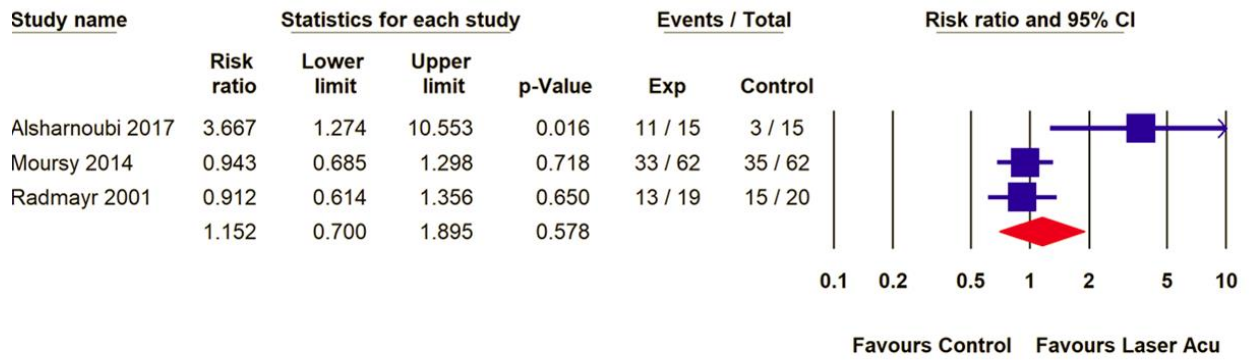 Study name Statistics for each study Events / Total Risk ratio and 95% CI
Risk ratio Lower limit Upper limit p-Value Exp Control
Alsharnoubi 2017 3.667 1.274 10.553 0.016 11 / 15 3 / 15
Moursy 2014 0.943 0.685 1.298 0.718 33 / 62 35 / 62
Radmayr 2001 0.912 0.614 1.356 0.650 13 / 19 15 / 20
1.152 0.700 1.895 0.578
0.1 0.2 0.5 1 2 5 10
Favours Control Favours Laser Acu